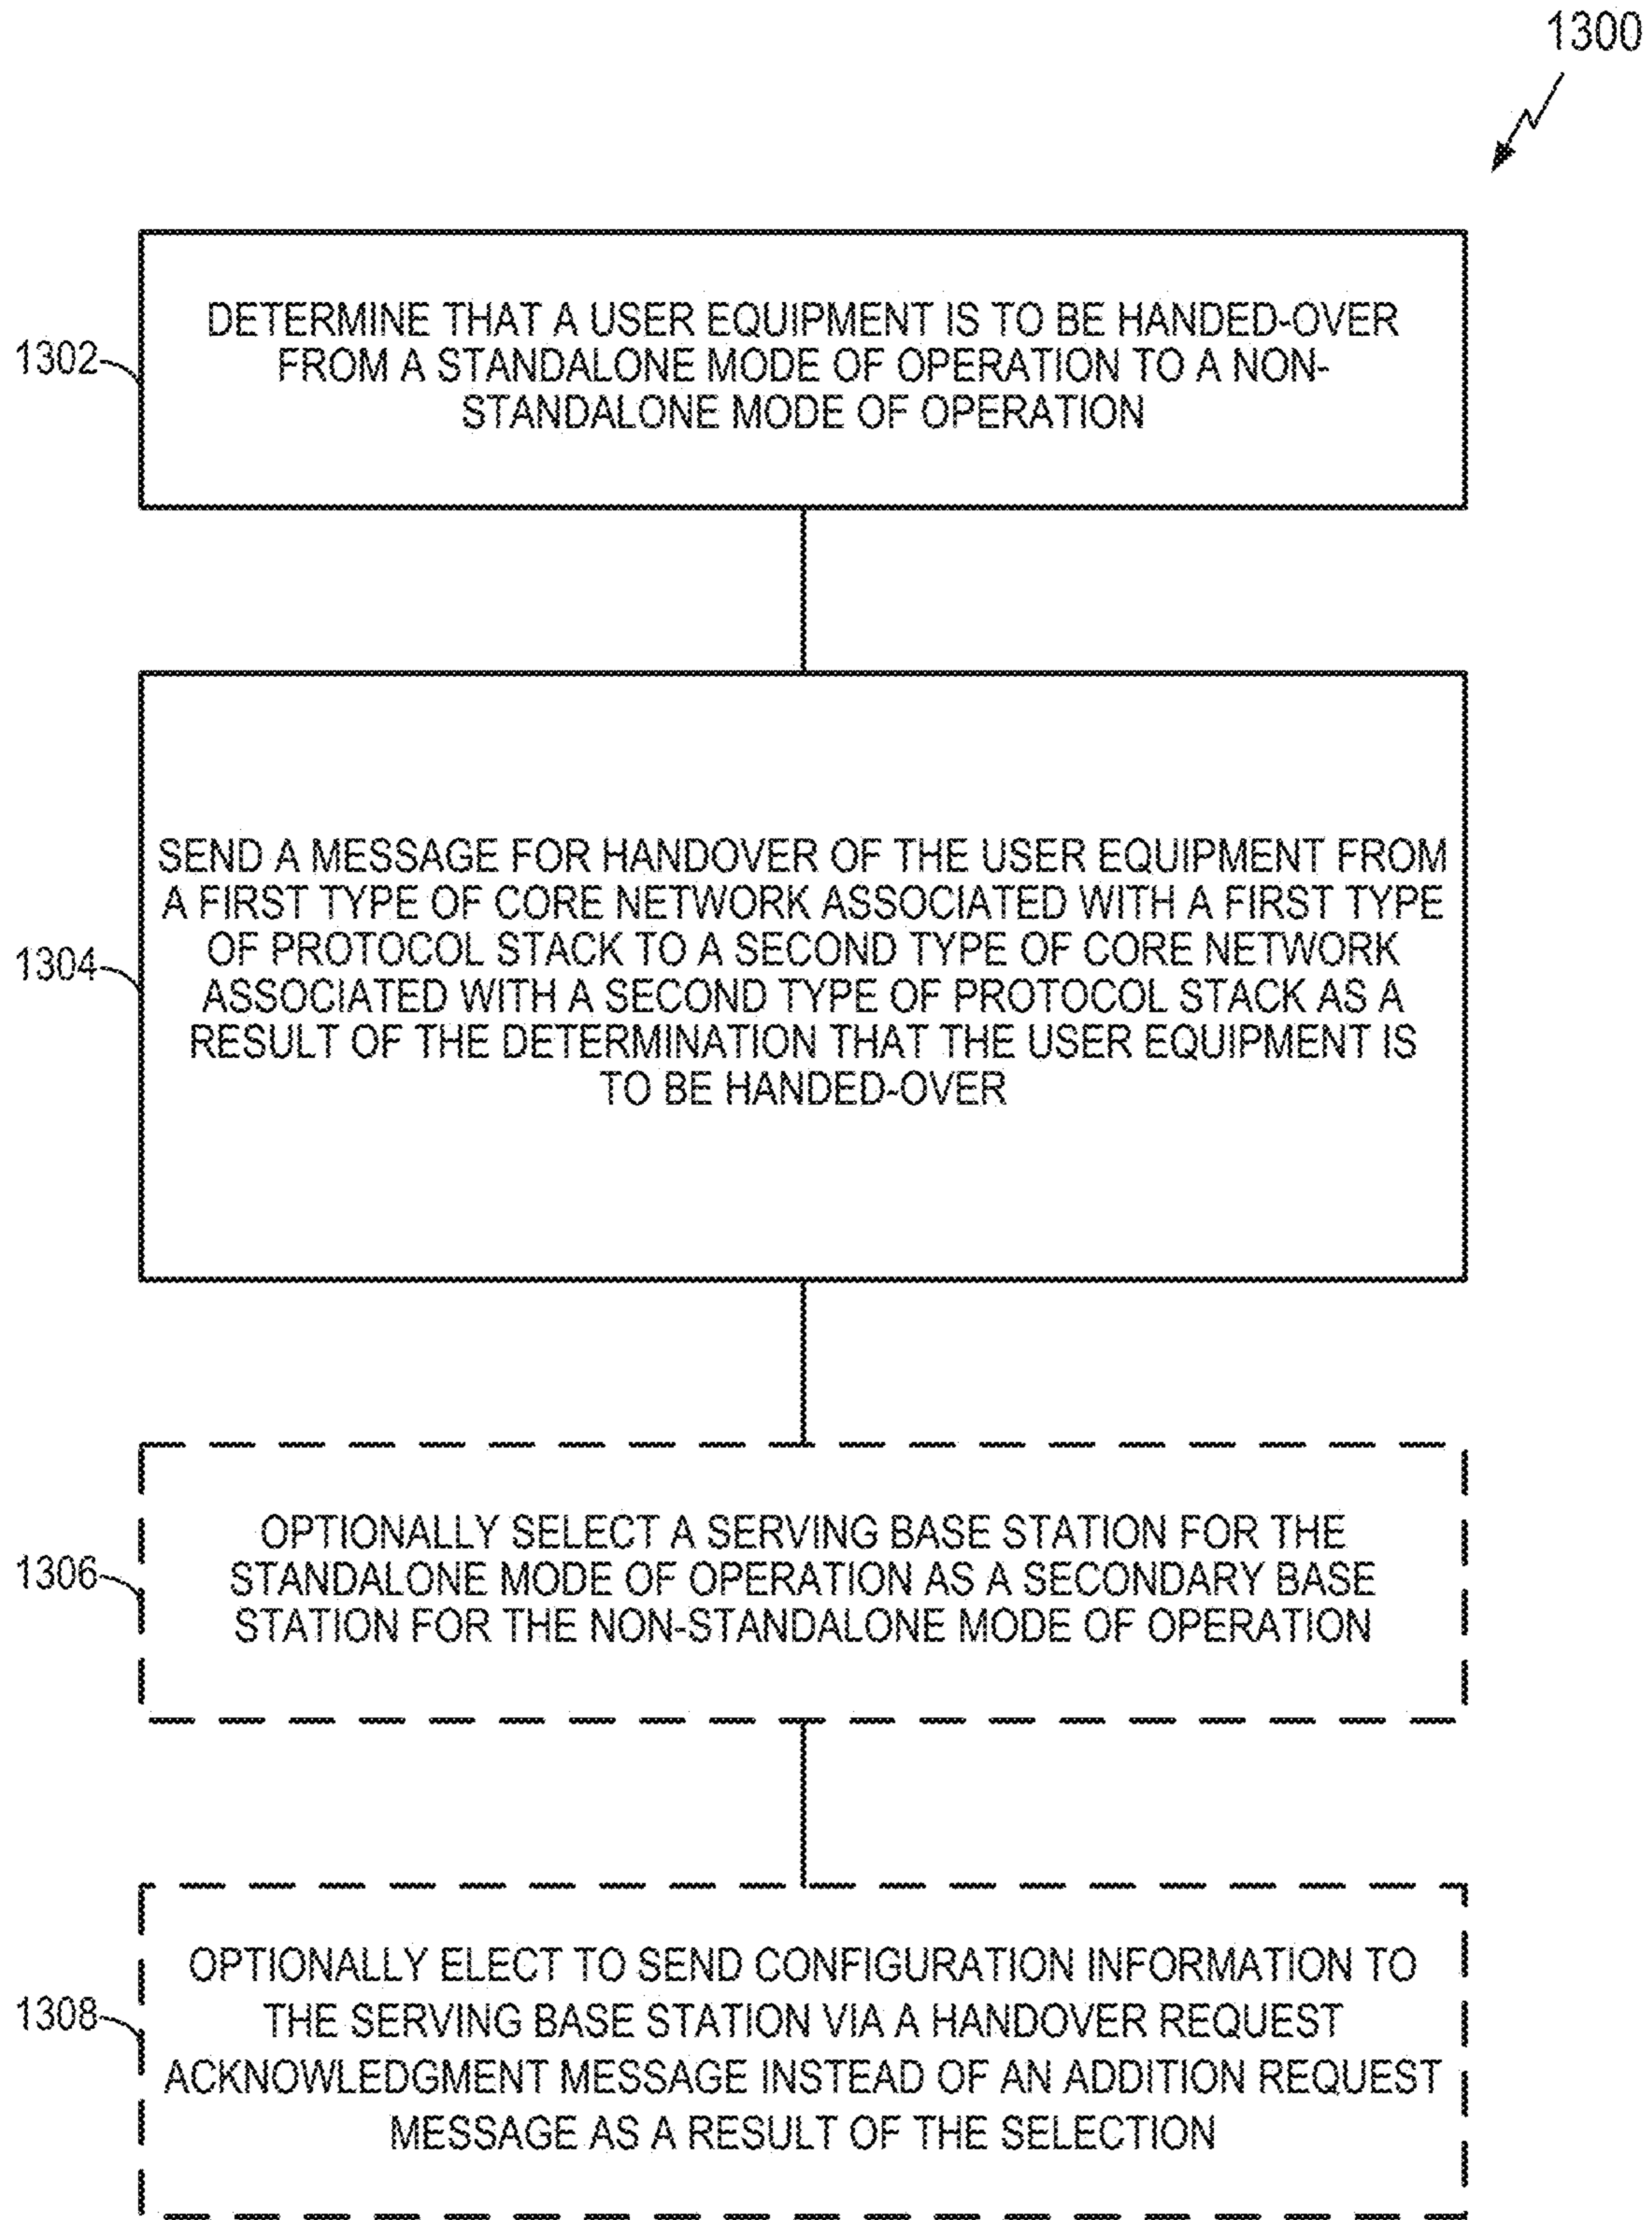 1300
1302
DETERMINE THAT A USER EQUIPMENT IS TO BE HANDED-OVER
FROM A STANDALONE MODE OF OPERATION TO A NON-
STANDALONE MODE OF OPERATION
1304
SEND A MESSAGE FOR HANDOVER OF THE USER EQUIPMENT FROM
A FIRST TYPE OF CORE NETWORK ASSOCIATED WITH A FIRST TYPE
OF PROTOCOL STACK TO A SECOND TYPE OF CORE NETWORK
ASSOCIATED WITH A SECOND TYPE OF PROTOCOL STACK AS A
RESULT OF THE DETERMINATION THAT THE USER EQUIPMENT IS
TO BE HANDED-OVER
1306
OPTIONALLY SELECT A SERVING BASE STATION FOR THE
STANDALONE MODE OF OPERATION AS A SECONDARY BASE
STATION FOR THE NON-STANDALONE MODE OF OPERATION
1308
OPTIONALLY ELECT TO SEND CONFIGURATION INFORMATION TO
THE SERVING BASE STATION VIA A HANDOVER REQUEST
ACKNOWLEDGMENT MESSAGE INSTEAD OF AN ADDITION REQUEST
MESSAGE AS A RESULT OF THE SELECTION